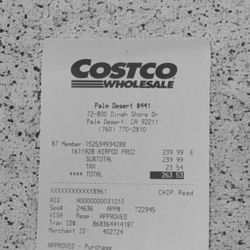 COSTCO
WHOLESALE
Palm Desert #441
72-800 Dinah Shore Dr
Palm Desert, CA 92211
(760) 770-2810
B7 Member 152534934288
1611928 AIRPOD PRO2 239.99 E
SUBTOTAL 239.99
TAX 23.54
**** TOTAL 263.53
XXXXXXXXXXXX8961 CHIP Read
AID A0000000031010
Seq# 24636 APP# 722945
VISA Resp APPROVED
Tran ID# 868364414187
Merchant ID 402724
APPROVED - Purchase